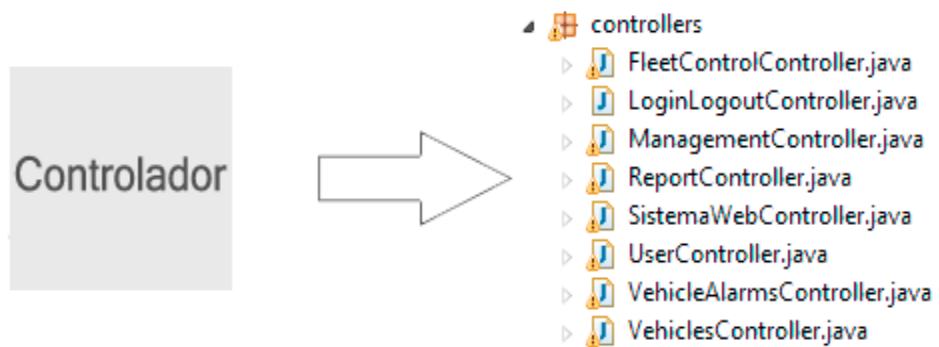 Controlador
controllers
FleetControlController.java
LoginLogoutController.java
ManagementController.java
ReportController.java
SistemaWebController.java
UserController.java
VehicleAlarmsController.java
VehiclesController.java